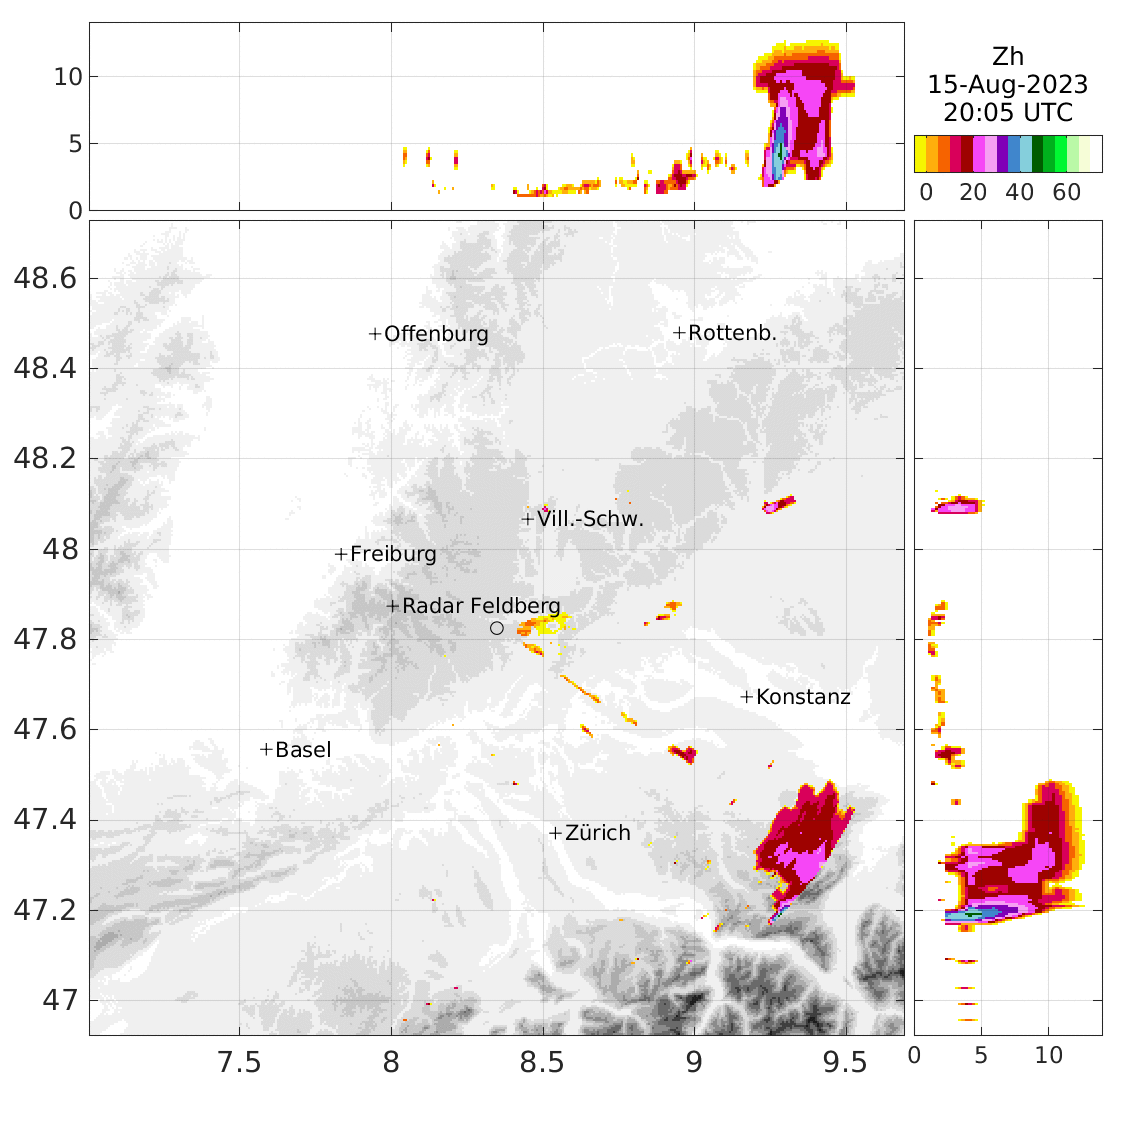 10
5
0
Zh
15-Aug-2023
20:05 UTC
0 20 40 60
48.6
+Offenburg +Rottenb.
48.4
48.2
+Vill.-Schw.
48
+Freiburg
+Radar Feldberg
47.8
+Konstanz
47.6
+Basel
47.4
+Zürich
47.2
47
7.5 8 8.5 9 9.5
0 5 10